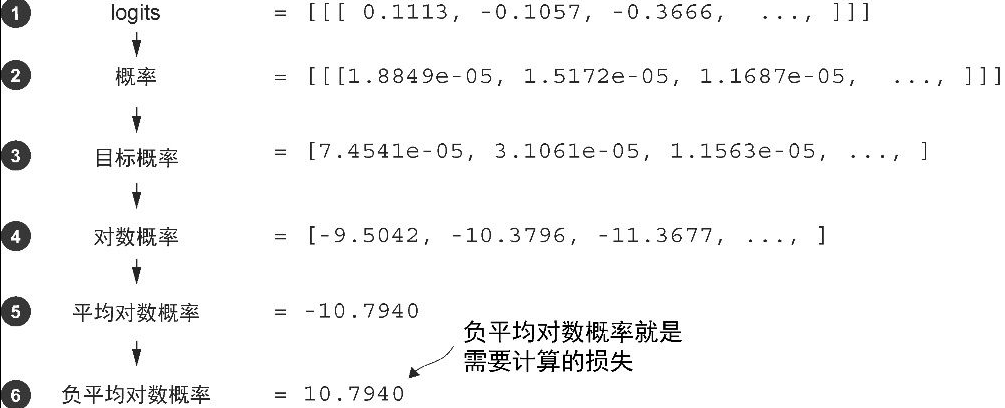 1 logits = [[[ 0.1113, -0.1057, -0.3666, ..., ]]]
2 概率 = [[[1.8849e-05, 1.5172e-05, 1.1687e-05, ..., ]]]
3 目标概率 = [7.4541e-05, 3.1061e-05, 1.1563e-05, ..., ]
4 对数概率 = [-9.5042, -10.3796, -11.3677, ..., ]
5 平均对数概率 = -10.7940
负平均对数概率就是
需要计算的损失
6 负平均对数概率 = 10.7940